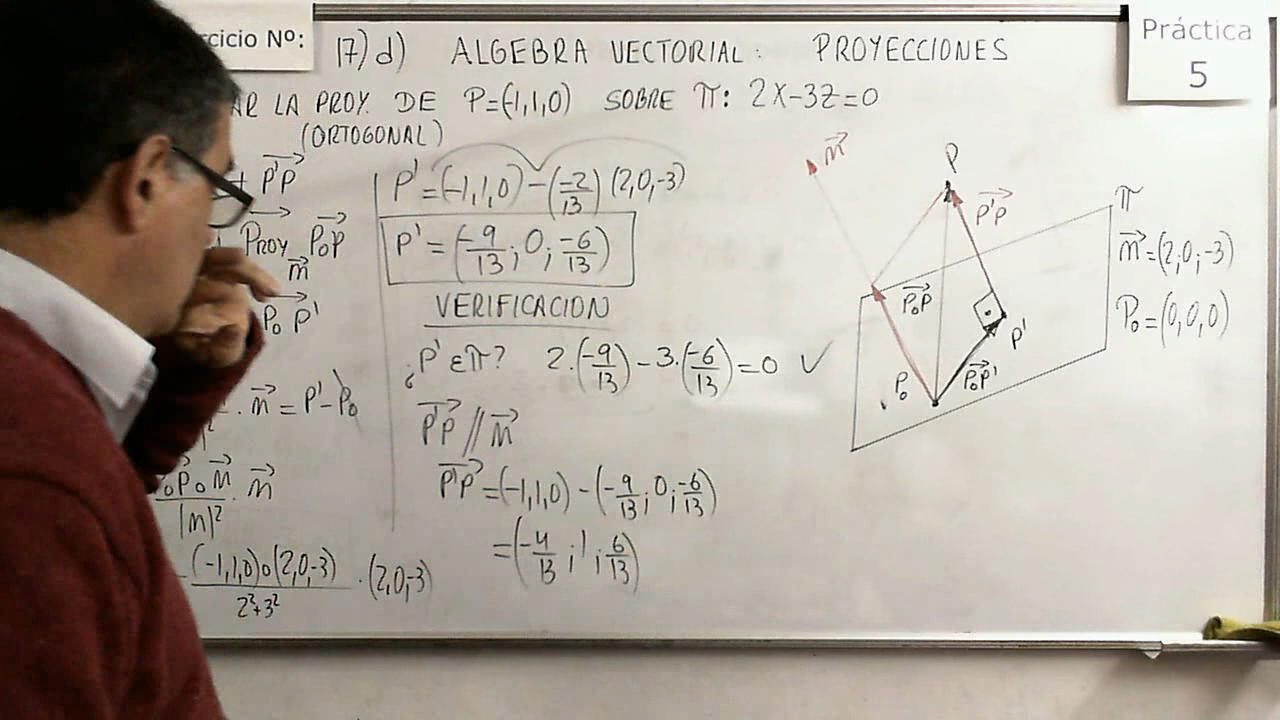 rcicio Nº:
17) d) ALGEBRA VECTORIAL: PROYECCIONES
Práctica
5
AR LA PROY. DE P=(-1,1,0) SOBRE π: 2X-3Z=0
(ORTOGONAL)
+ P'P
Proy P₀P
n
P₀P'
. n = P'-P₀
P₀P∘n / |n|² . n
(-1,1,0)∘(2,0,-3) / 2²+3² . (2,0,-3)
P' = (-1,1,0) - (-2/13) (2,0,-3)
P' = (-9/13; 0; -6/13)
VERIFICACION
¿P' ε π? 2.(-9/13) - 3.(-6/13) = 0 ✓
P'P // n
P'P = (-1,1,0) - (-9/13; 0; -6/13)
= (-4/13; 1; 6/13)
n
P
P'P
π
n=(2,0,-3)
P₀P
P₀=(0,0,0)
P'
P₀
P₀P'